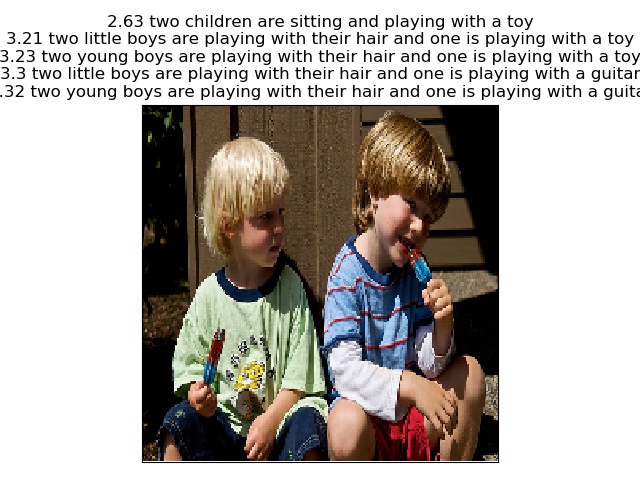 2.63 two children are sitting and playing with a toy
3.21 two little boys are playing with their hair and one is playing with a toy
3.23 two young boys are playing with their hair and one is playing with a toy
3.3 two little boys are playing with their hair and one is playing with a guitar
.32 two young boys are playing with their hair and one is playing with a guita